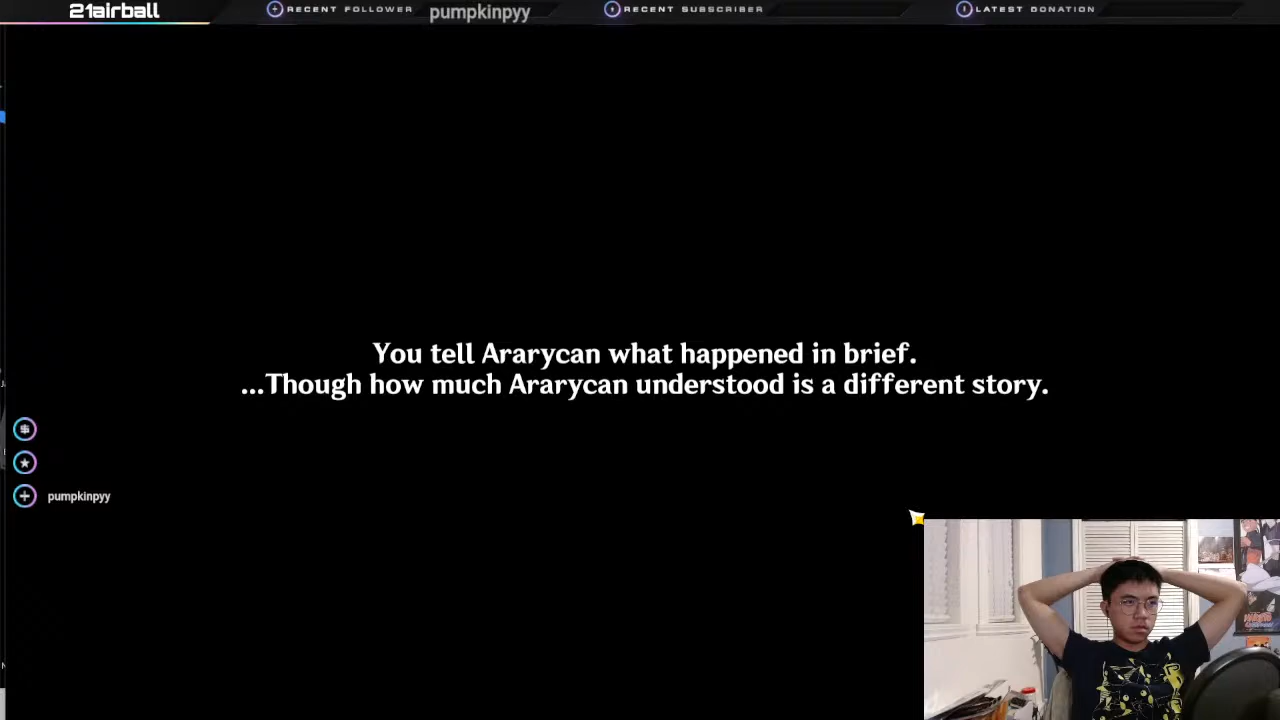 21airball
RECENT FOLLOWER
pumpkinpyy
RECENT SUBSCRIBER
LATEST DONATION
You tell Ararycan what happened in brief.
...Though how much Ararycan understood is a different story.
pumpkinpyy
NARUTO